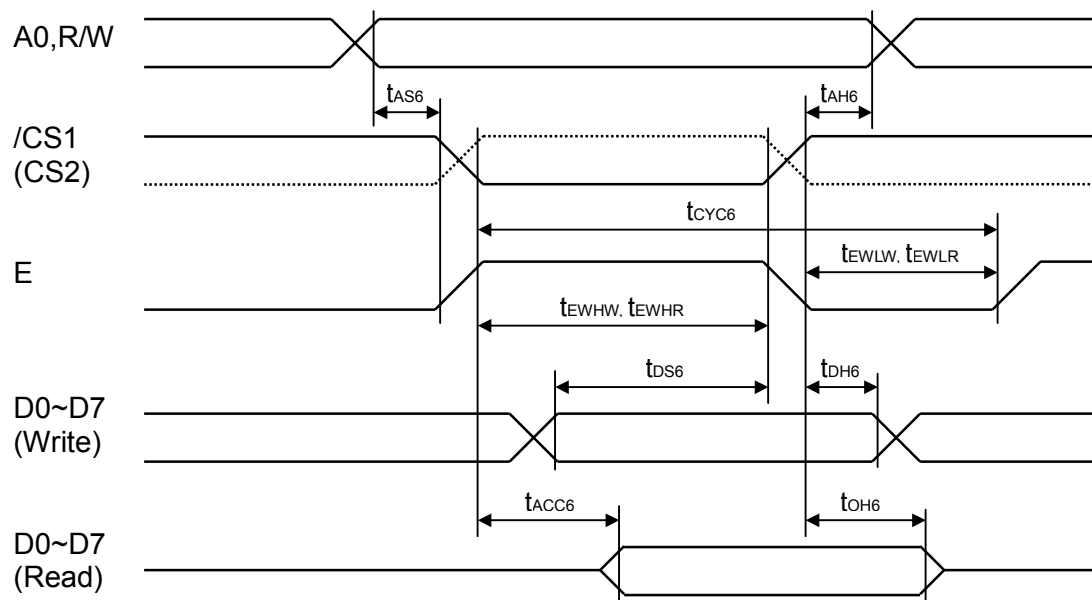 A0,R/W
tAS6
tAH6
/CS1
(CS2)
tCYC6
tEWLW, tEWLR
E
tEWHW, tEWHR
tDS6
tDH6
D0~D7
(Write)
tACC6
tOH6
D0~D7
(Read)